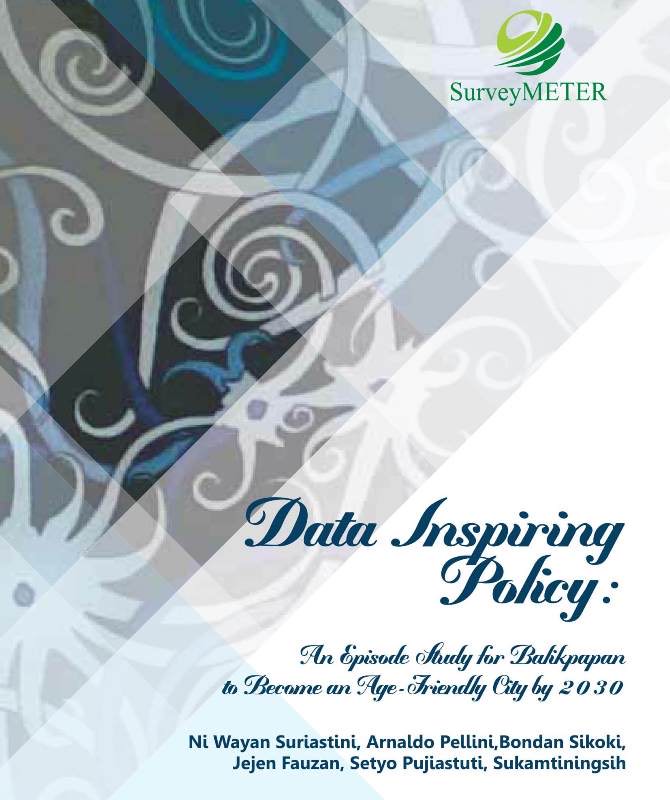 SurveyMETER
Data Inspiring
Policy:
An Episode Study for Balikpapan
to Become an Age-Friendly City by 2030
Ni Wayan Suriastini, Arnaldo Pellini,Bondan Sikoki,
Jejen Fauzan, Setyo Pujiastuti, Sukamtiningsih